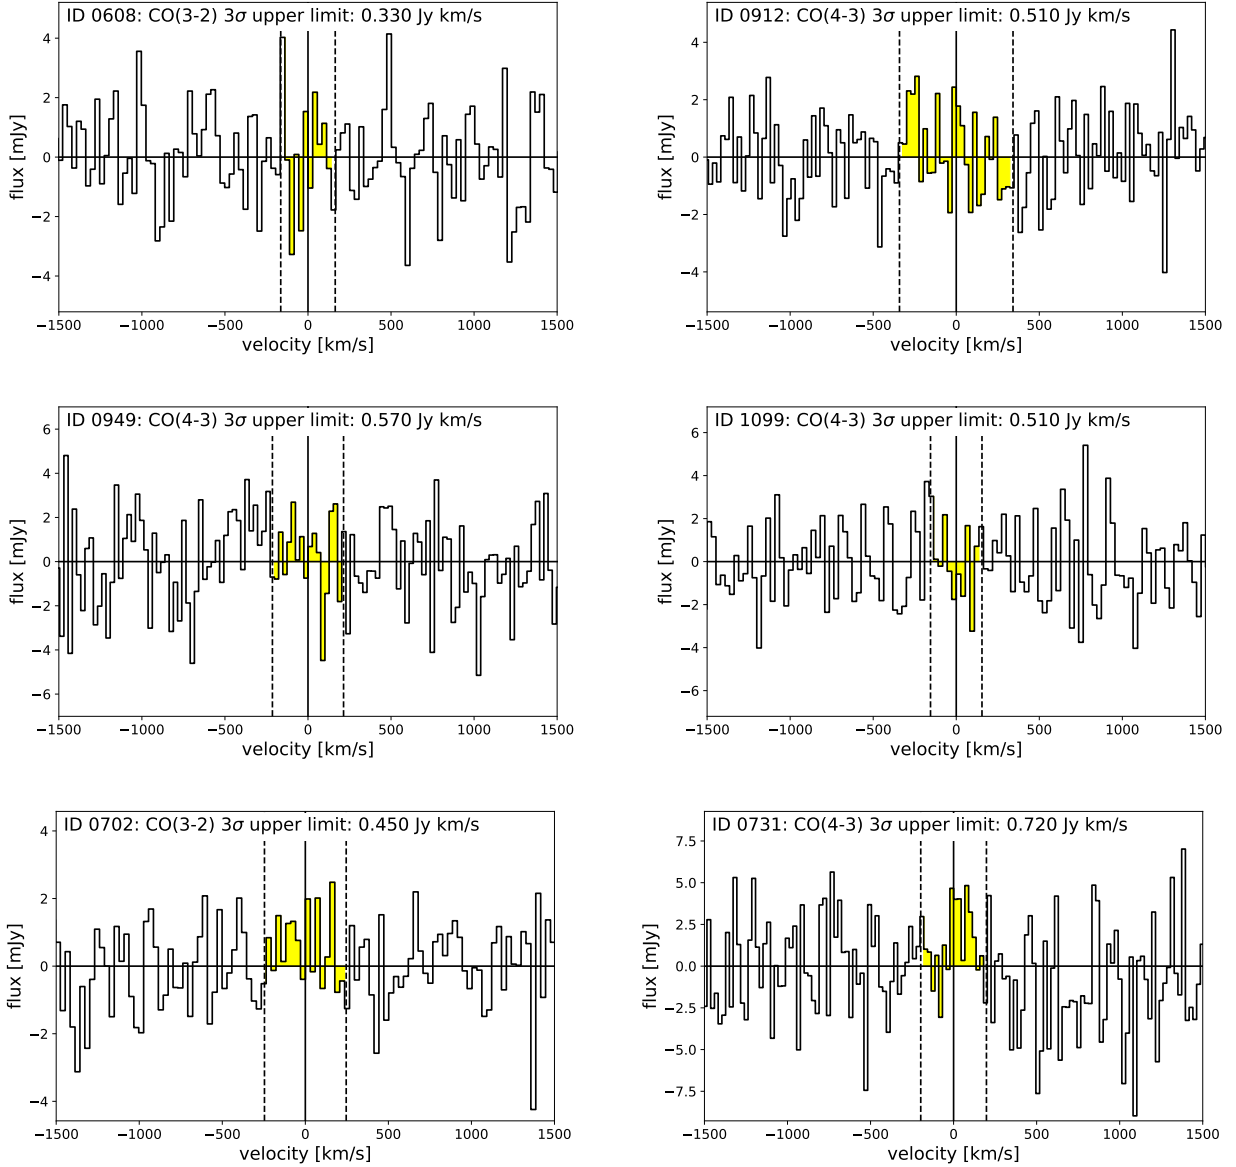 ID 0608: CO(3-2) 3σ upper limit: 0.330 Jy km/s
4
2
0
−2
−4
flux [mJy]
−1500 −1000 −500 0 500 1000 1500
velocity [km/s]
ID 0912: CO(4-3) 3σ upper limit: 0.510 Jy km/s
4
2
0
−2
−4
flux [mJy]
−1500 −1000 −500 0 500 1000 1500
velocity [km/s]
ID 0949: CO(4-3) 3σ upper limit: 0.570 Jy km/s
6
4
2
0
−2
−4
−6
flux [mJy]
−1500 −1000 −500 0 500 1000 1500
velocity [km/s]
ID 1099: CO(4-3) 3σ upper limit: 0.510 Jy km/s
6
4
2
0
−2
−4
−6
flux [mJy]
−1500 −1000 −500 0 500 1000 1500
velocity [km/s]
ID 0702: CO(3-2) 3σ upper limit: 0.450 Jy km/s
4
2
0
−2
−4
flux [mJy]
−1500 −1000 −500 0 500 1000 1500
velocity [km/s]
ID 0731: CO(4-3) 3σ upper limit: 0.720 Jy km/s
7.5
5.0
2.5
0.0
−2.5
−5.0
−7.5
flux [mJy]
−1500 −1000 −500 0 500 1000 1500
velocity [km/s]